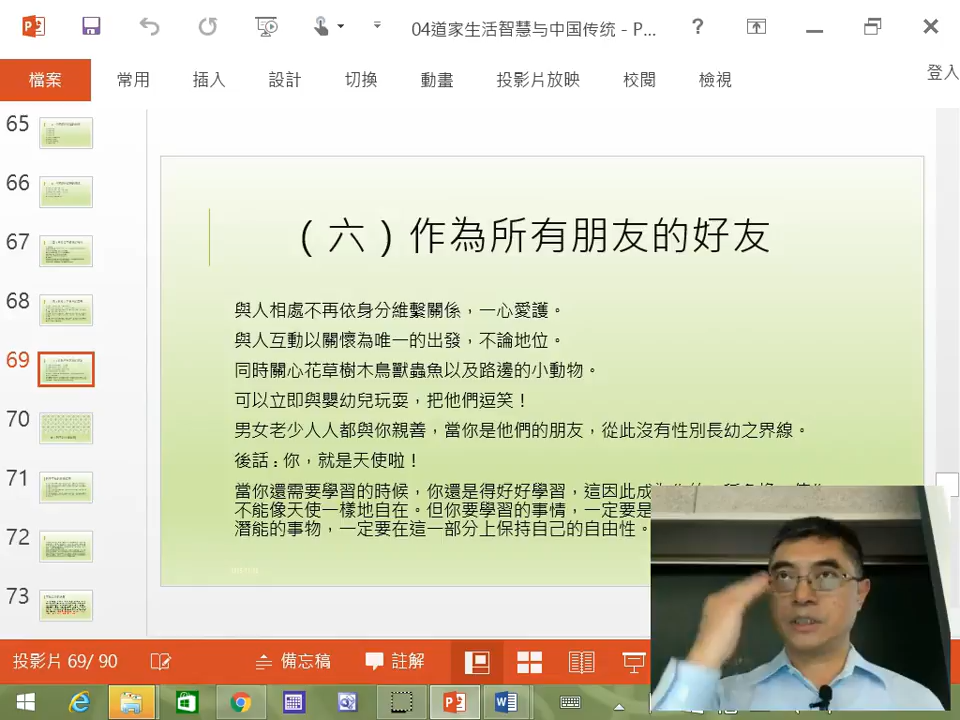 04道家生活智慧与中国传统 - P...
?
檔案 常用 插入 設計 切換 動畫 投影片放映 校閱 檢視 登入
65
66
67
68
69
70
71
72
73
（六）作為所有朋友的好友
與人相處不再依身分維繫關係，一心愛護。
與人互動以關懷為唯一的出發，不論地位。
同時關心花草樹木鳥獸蟲魚以及路邊的小動物。
可以立即與嬰幼兒玩耍，把他們逗笑！
男女老少人人都與你親善，當你是他們的朋友，從此沒有性別長幼之界線。
後話：你，就是天使啦！
當你還需要學習的時候，你還是得好好學習，這因此成
不能像天使一樣地自在。但你要學習的事情，一定要是
潛能的事物，一定要在這一部分上保持自己的自由性。
投影片 69/ 90 備忘稿 註解